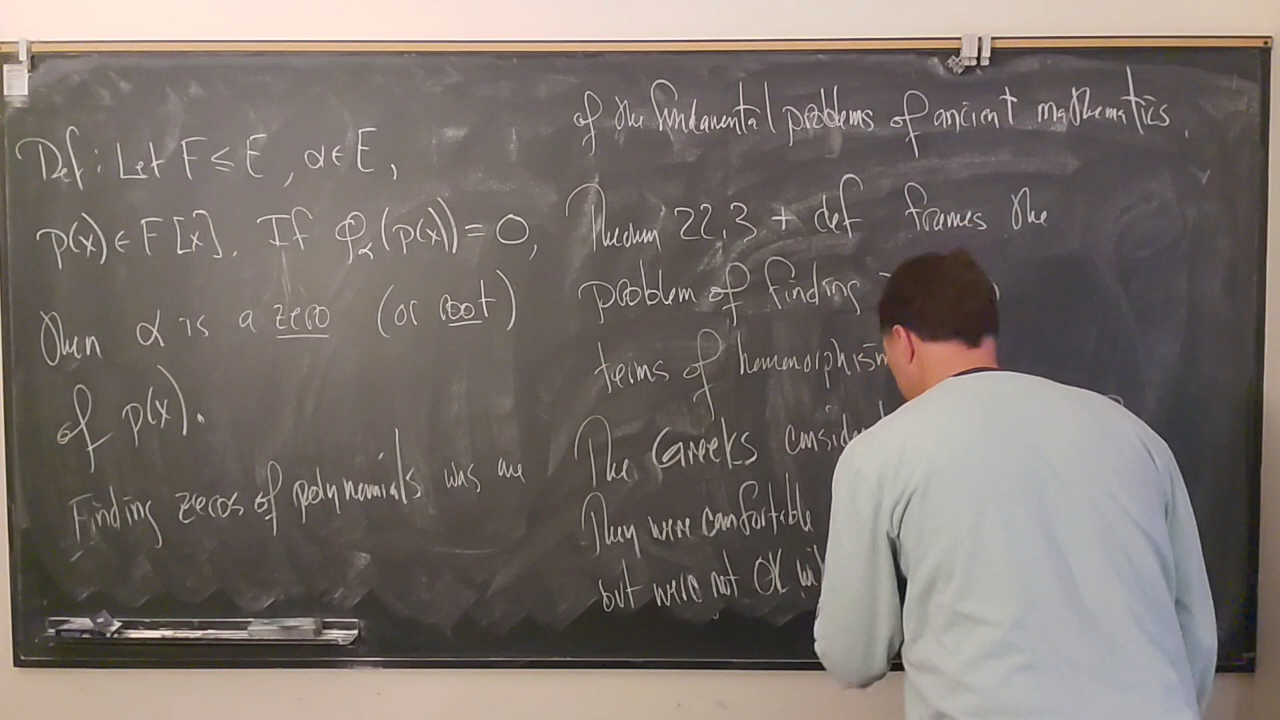 Def: Let F ≤ E, α ∈ E,
p(x) ∈ F[x]. If φ_α(p(x)) = 0,
then α is a zero (or root)
of p(x).
Finding zeros of polynomials was one
of the fundamental problems of ancient mathematics.
Theorem 22.3 + def frames the
problem of finding
terms of homomorphism
The Greeks consid
They were comfortable
but were not OK wi